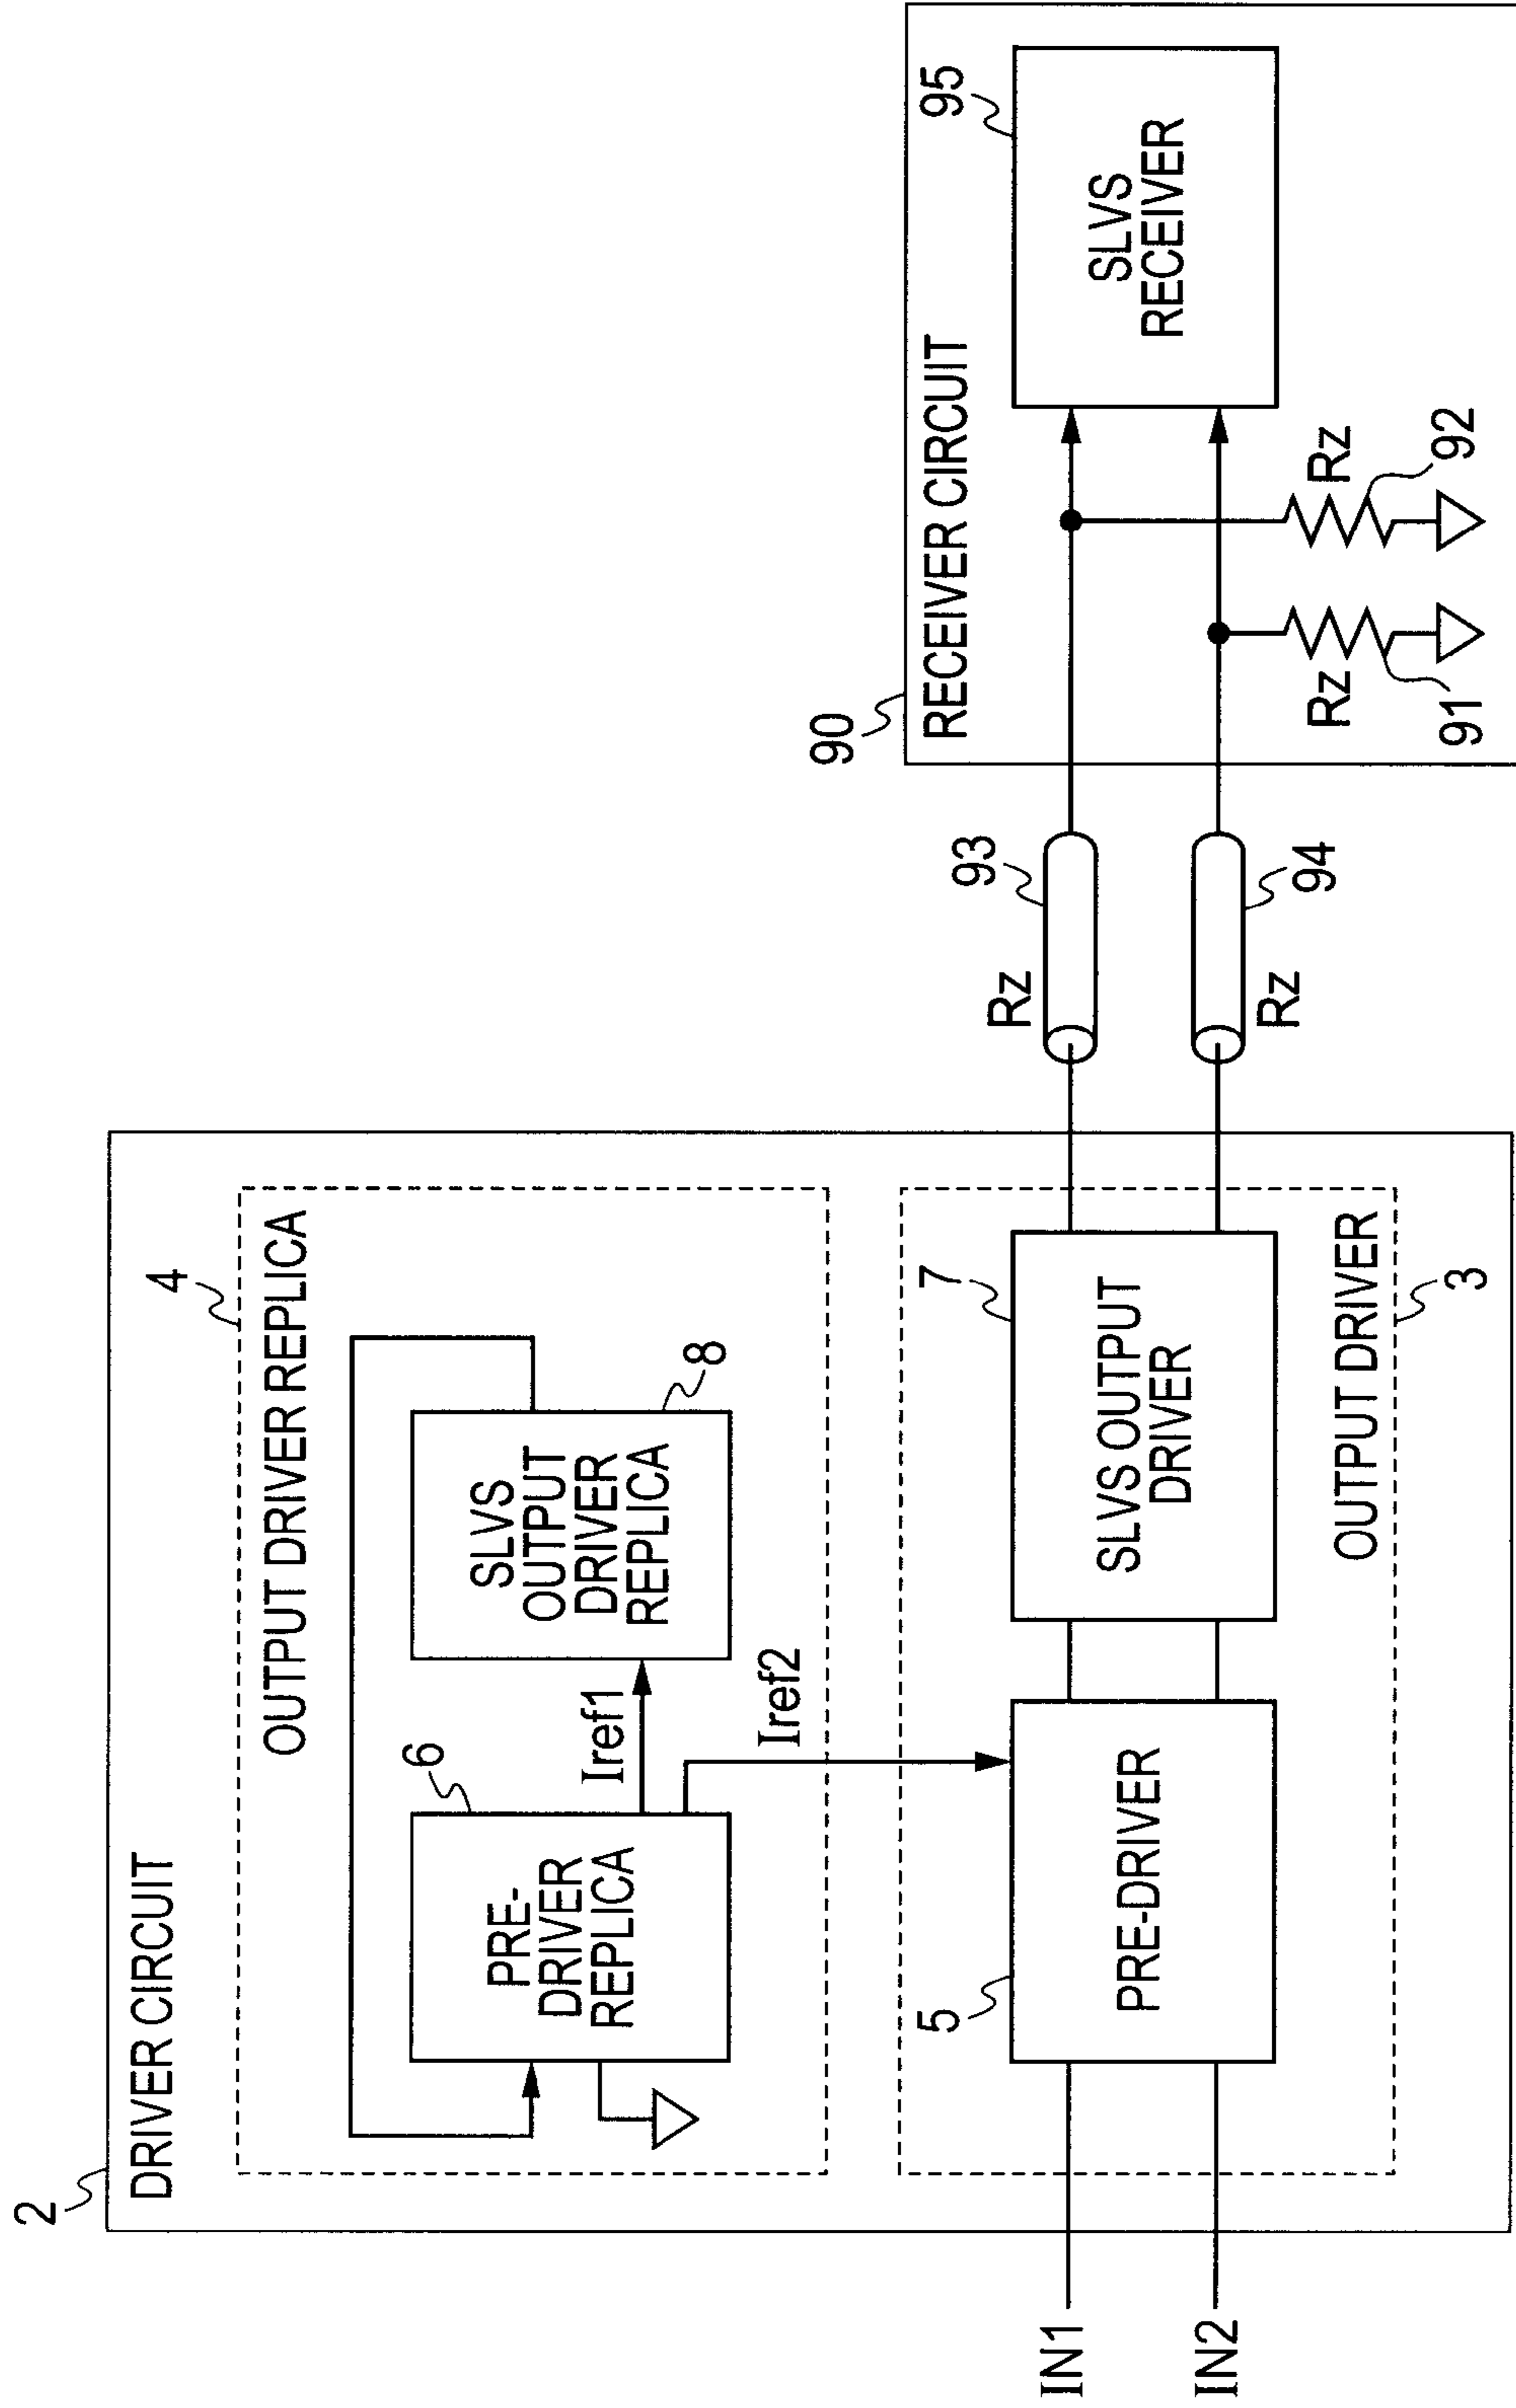 2
DRIVER CIRCUIT
4
OUTPUT DRIVER REPLICA
6
PRE-
DRIVER
REPLICA
Iref1
Iref2
SLVS
OUTPUT
DRIVER
REPLICA
8
IN1
IN2
5
PRE-DRIVER
7
SLVS OUTPUT
DRIVER
OUTPUT DRIVER
3
Rz
93
Rz
94
90
RECEIVER CIRCUIT
95
SLVS
RECEIVER
Rz
91
Rz
92